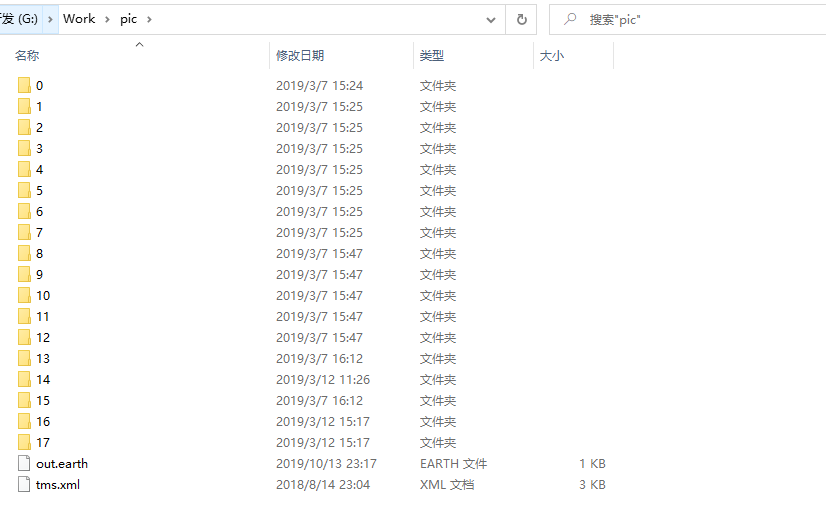 发 (G:) › Work › pic ›
搜索"pic"
名称 修改日期 类型 大小
0 2019/3/7 15:24 文件夹
1 2019/3/7 15:25 文件夹
2 2019/3/7 15:25 文件夹
3 2019/3/7 15:25 文件夹
4 2019/3/7 15:25 文件夹
5 2019/3/7 15:25 文件夹
6 2019/3/7 15:25 文件夹
7 2019/3/7 15:25 文件夹
8 2019/3/7 15:47 文件夹
9 2019/3/7 15:47 文件夹
10 2019/3/7 15:47 文件夹
11 2019/3/7 15:47 文件夹
12 2019/3/7 15:47 文件夹
13 2019/3/7 16:12 文件夹
14 2019/3/12 11:26 文件夹
15 2019/3/7 16:12 文件夹
16 2019/3/12 15:17 文件夹
17 2019/3/12 15:17 文件夹
out.earth 2019/10/13 23:17 EARTH 文件 1 KB
tms.xml 2018/8/14 23:04 XML 文档 3 KB